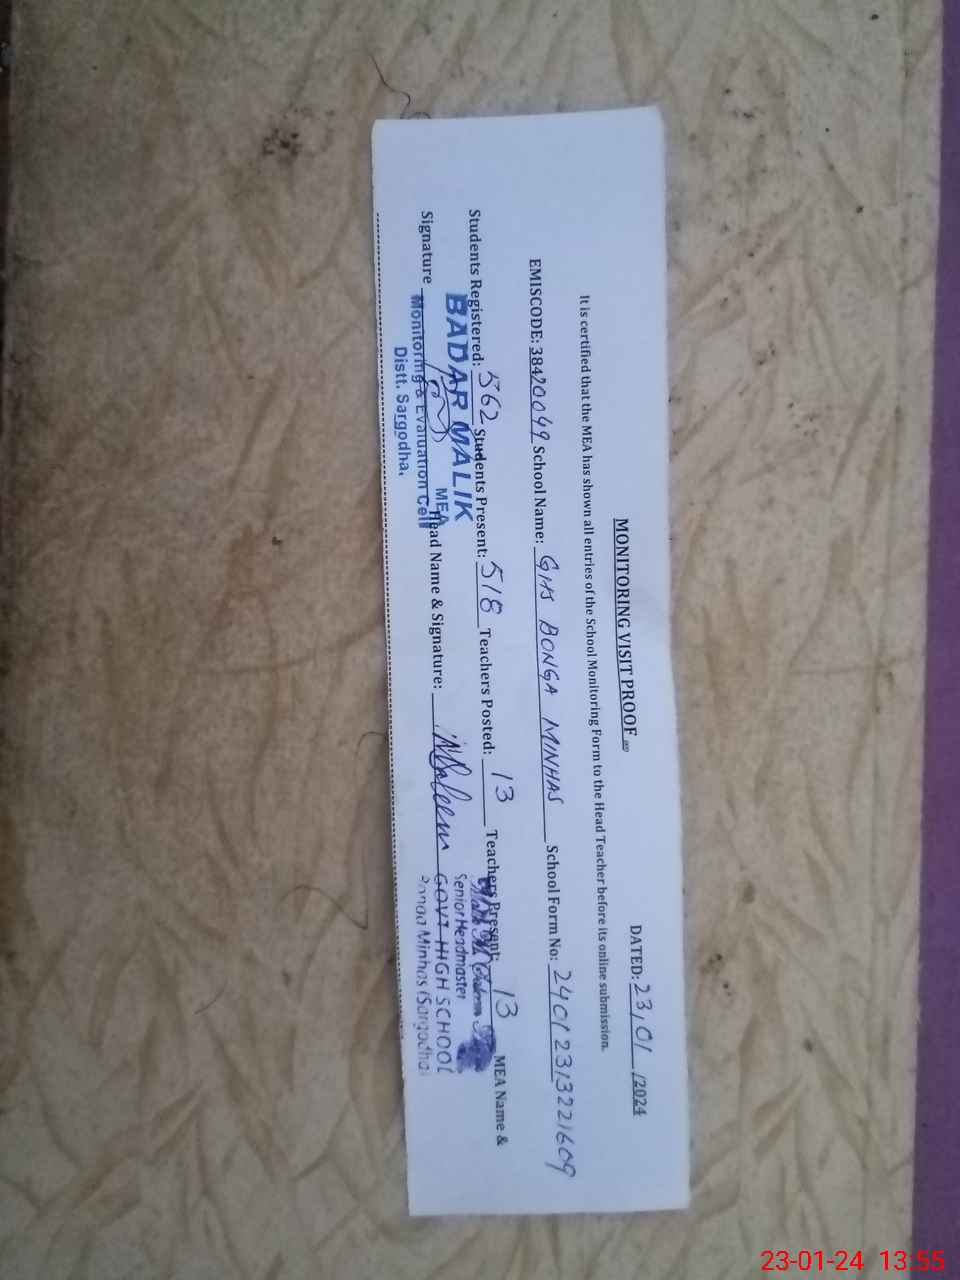 MONITORING VISIT PROOF
DATED: 23/01/2024
It is certified that the MEA has shown all entries of the School Monitoring Form to the Head Teacher before its online submission.
EMISCODE: 38420049 School Name: GHS BONGA MINHAS School Form No: 24012313221609
Students Registered: 562 Students Present: 518 Teachers Posted: 13 Teachers Present: 13 MEA Name &
Signature Head Name & Signature: MSaleem
BADAR MALIK
MEA
Monitoring & Evaluation Cell
Distt. Sargodha.
Senior Headmaster
GOVT HIGH SCHOOL
Bonga Minhas (Sargodha)
23-01-24 13:55